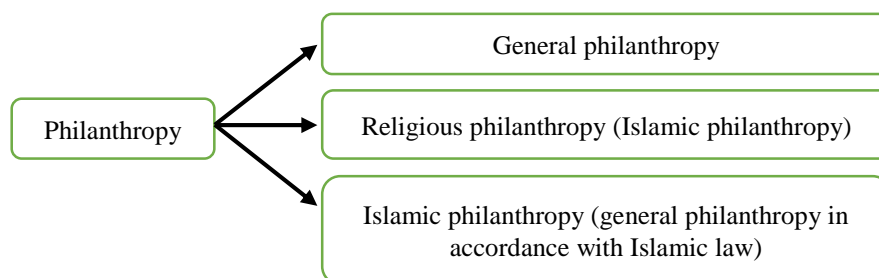 General philanthropy
Philanthropy
Religious philanthropy (Islamic philanthropy)
Islamic philanthropy (general philanthropy in
accordance with Islamic law)